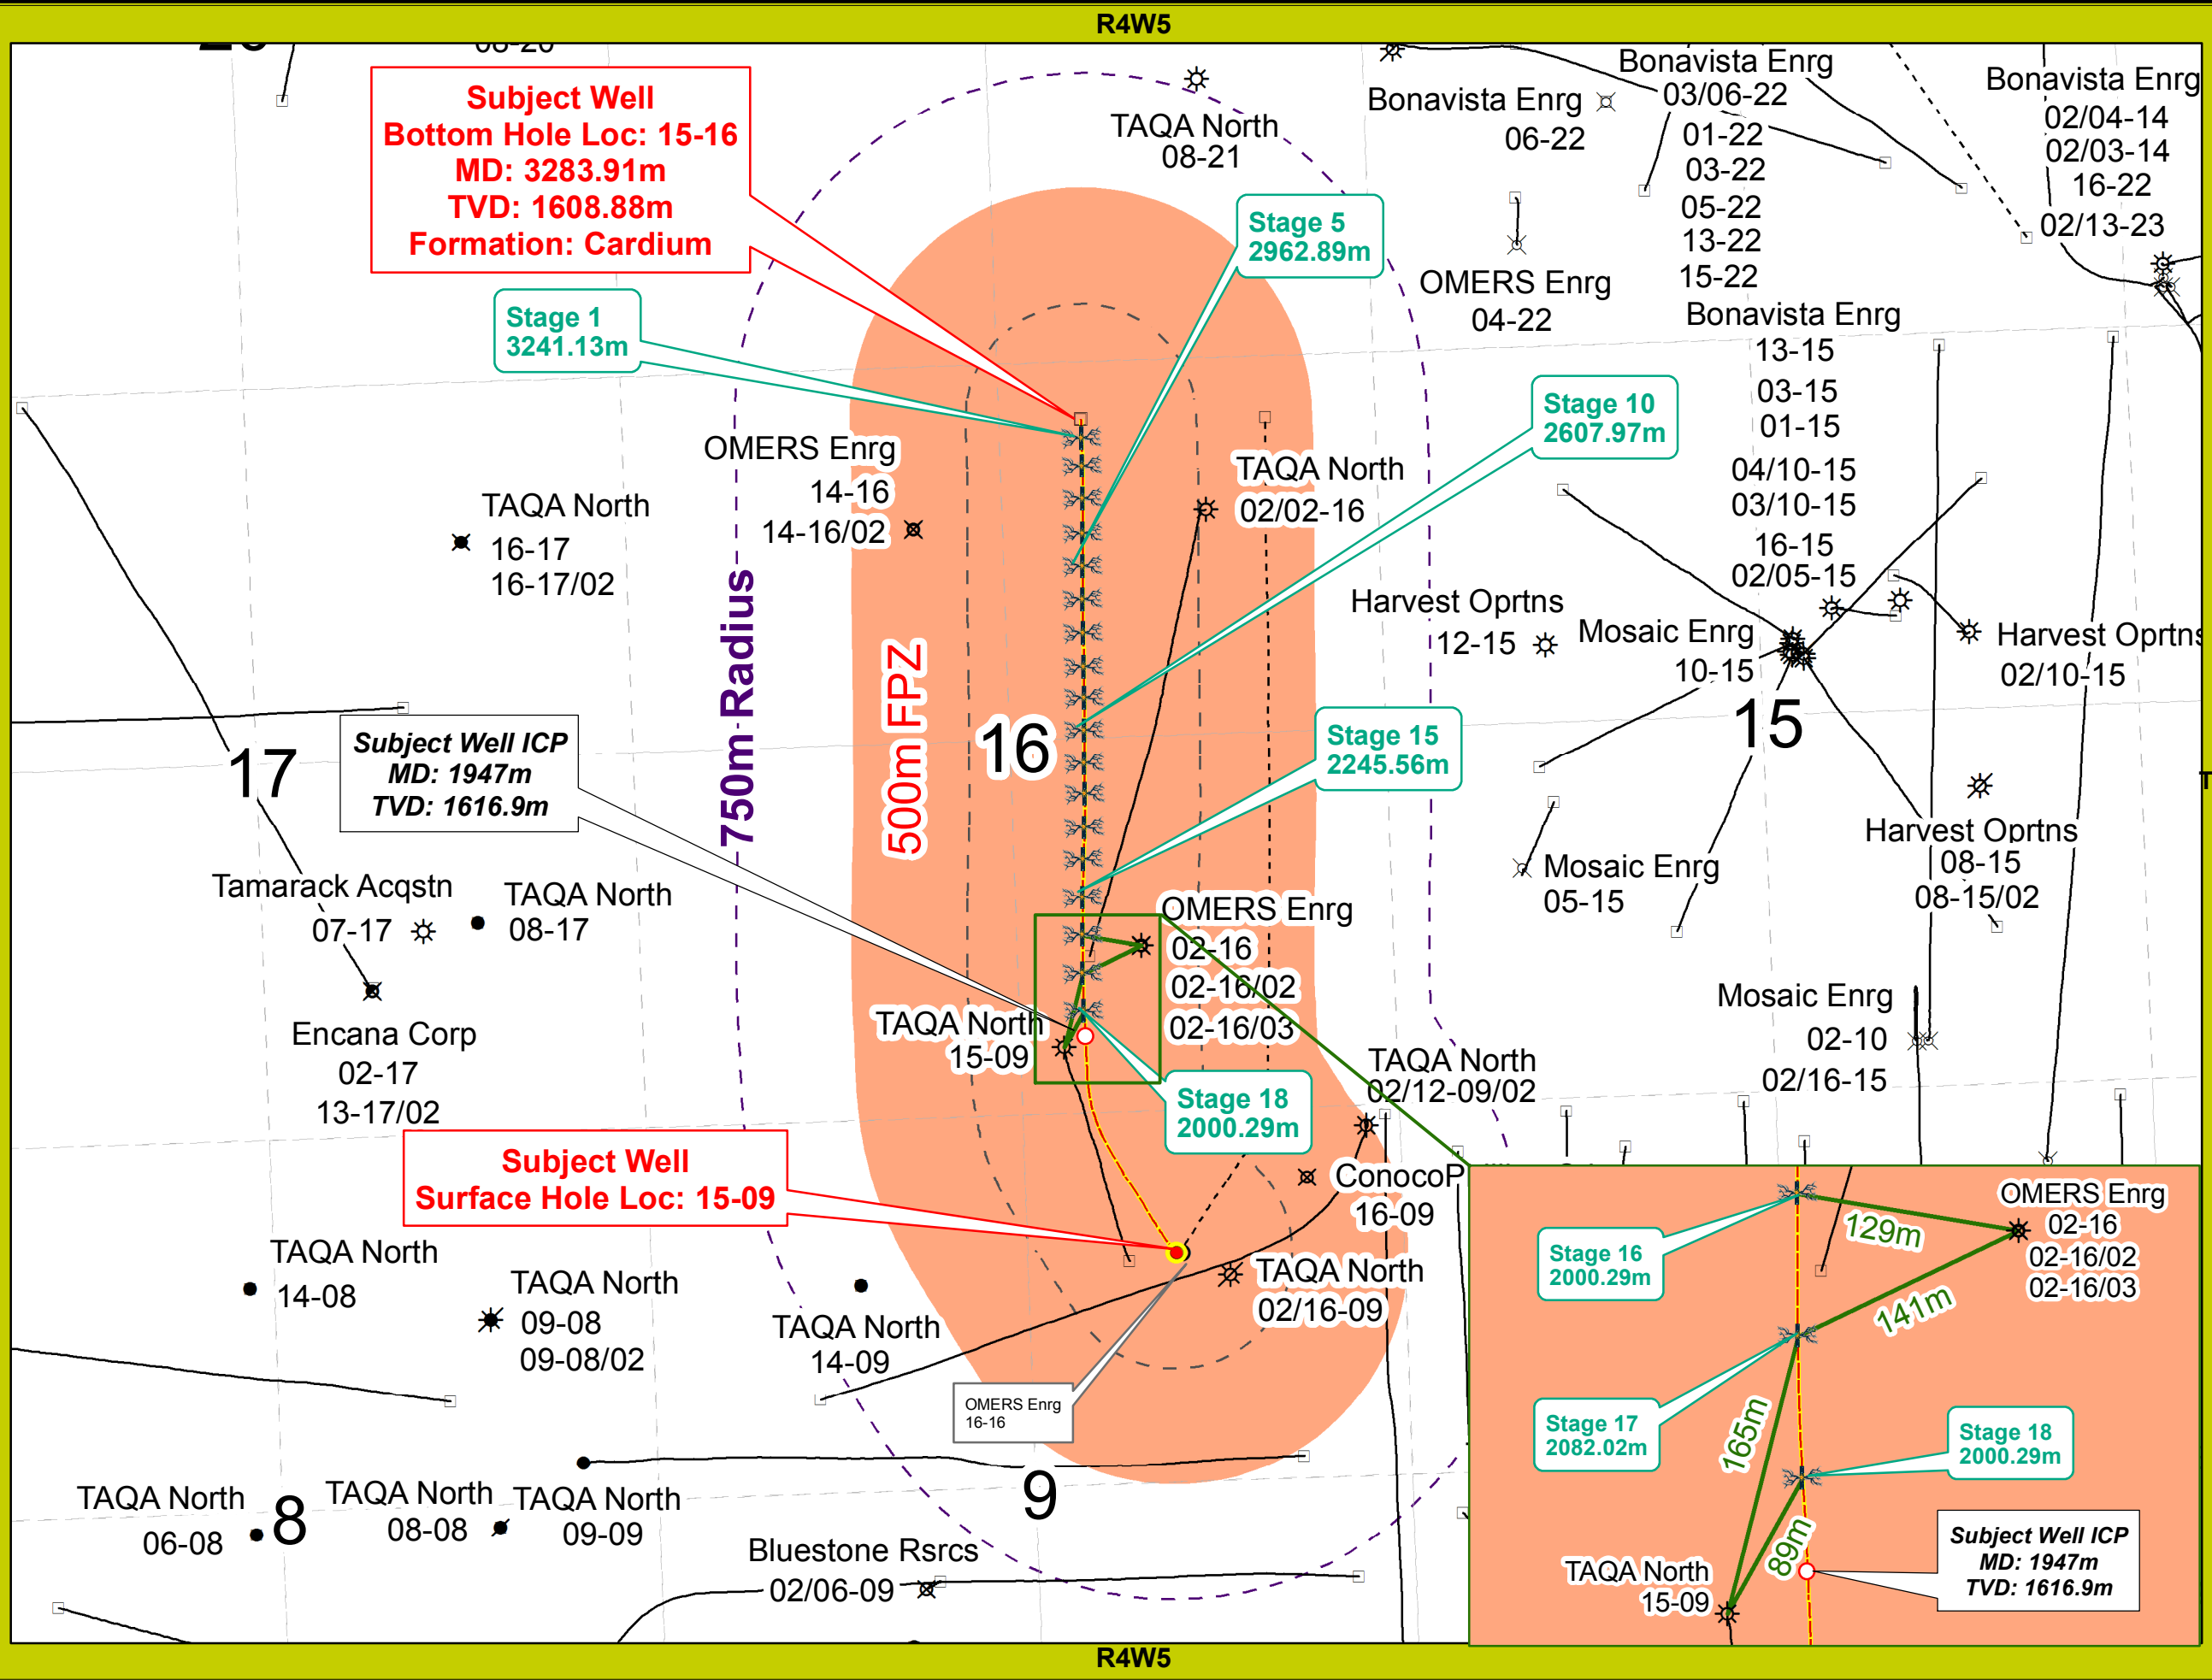 R4W5
08-20
Subject Well
Bottom Hole Loc: 15-16
MD: 3283.91m
TVD: 1608.88m
Formation: Cardium
TAQA North
08-21
Bonavista Enrg
06-22
Bonavista Enrg
03/06-22
01-22
03-22
05-22
13-22
15-22
Bonavista Enrg
02/04-14
02/03-14
16-22
02/13-23
Stage 5
2962.89m
OMERS Enrg
04-22
Stage 1
3241.13m
Bonavista Enrg
13-15
03-15
01-15
04/10-15
03/10-15
16-15
02/05-15
Stage 10
2607.97m
OMERS Enrg
14-16
14-16/02
TAQA North
02/02-16
TAQA North
16-17
16-17/02
750m Radius
500m FPZ
Harvest Oprtns
12-15
Mosaic Enrg
10-15
Harvest Oprtns
02/10-15
17
16
15
Subject Well ICP
MD: 1947m
TVD: 1616.9m
Stage 15
2245.56m
Harvest Oprtns
08-15
08-15/02
Mosaic Enrg
05-15
Tamarack Acqstn
07-17
TAQA North
08-17
OMERS Enrg
02-16
02-16/02
02-16/03
TAQA North
15-09
Encana Corp
02-17
13-17/02
Mosaic Enrg
02-10
02/16-15
Stage 18
2000.29m
TAQA North
02/12-09/02
Subject Well
Surface Hole Loc: 15-09
ConocoP
16-09
TAQA North
14-08
TAQA North
09-08
09-08/02
TAQA North
14-09
TAQA North
02/16-09
OMERS Enrg
16-16
9
8
TAQA North
06-08
TAQA North
08-08
TAQA North
09-09
Bluestone Rsrcs
02/06-09
OMERS Enrg
02-16
02-16/02
02-16/03
129m
Stage 16
2000.29m
141m
165m
Stage 17
2082.02m
Stage 18
2000.29m
89m
Subject Well ICP
MD: 1947m
TVD: 1616.9m
TAQA North
15-09
R4W5